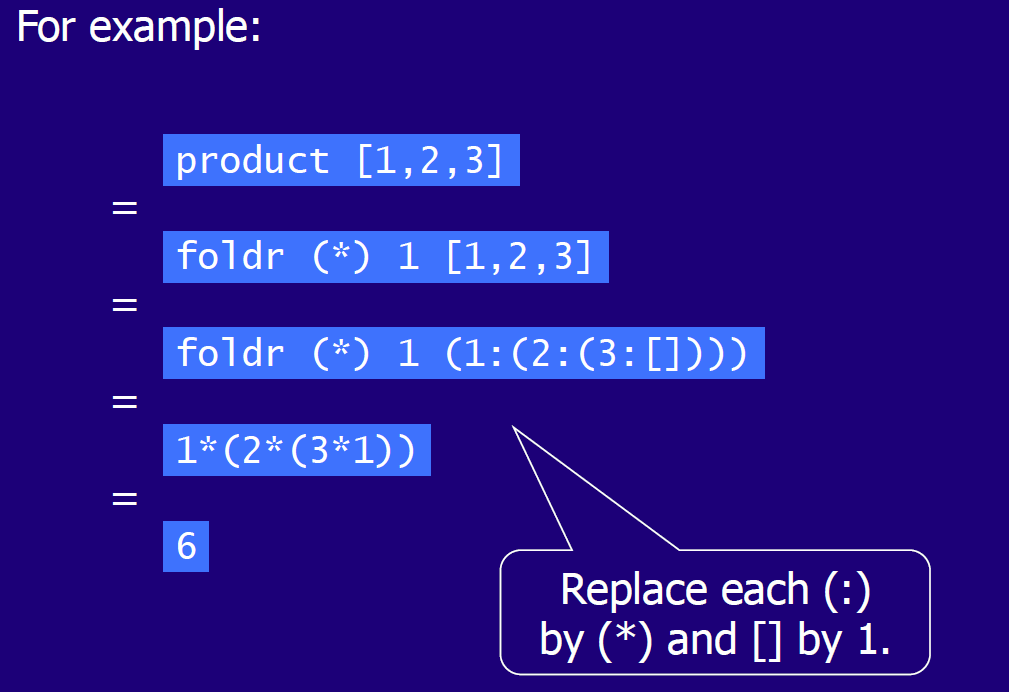 For example:
product [1,2,3]
=
foldr (*) 1 [1,2,3]
=
foldr (*) 1 (1:(2:(3:[])))
=
1*(2*(3*1))
=
6
Replace each (:)
by (*) and [] by 1.